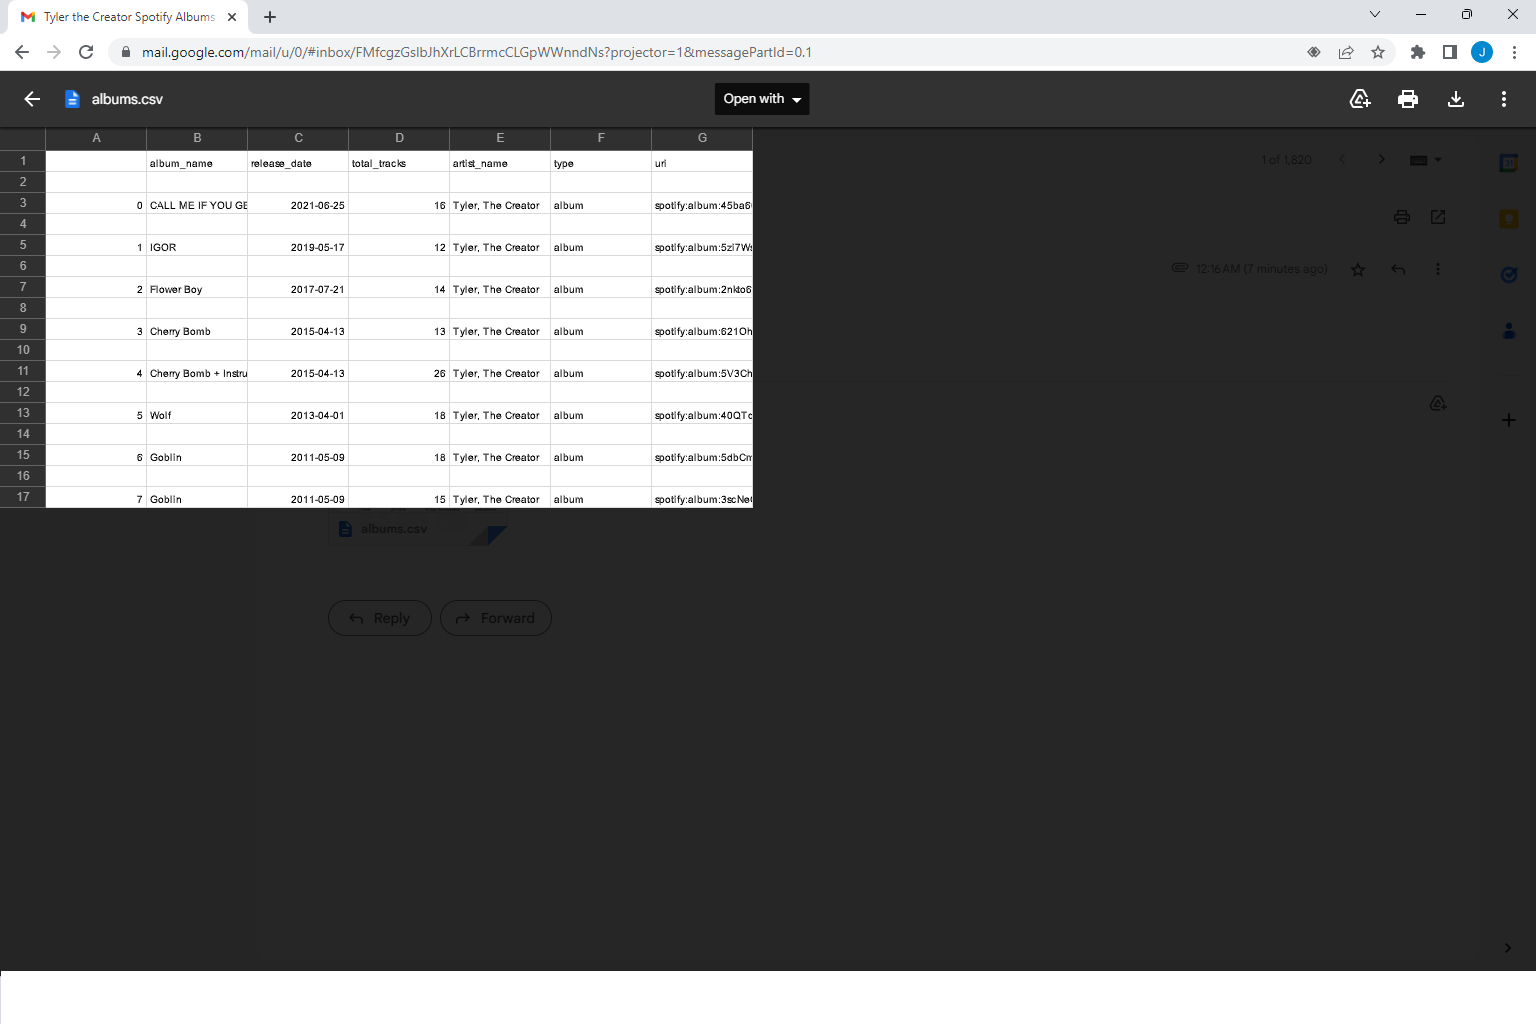 Tyler the Creator Spotify Albums
mail.google.com/mail/u/0/#inbox/FMfcgzGslbJhXrLCBrrmcCLGpWWnndNs?projector=1&messagePartId=0.1
J
albums.csv
Open with
A B C D E F G
1 album_name release_date total_tracks artist_name type uri
2
3 0 CALL ME IF YOU GE 2021-06-25 16 Tyler, The Creator album spotify:album:45ba6
4
5 1 IGOR 2019-05-17 12 Tyler, The Creator album spotify:album:5zi7Ws
6
7 2 Flower Boy 2017-07-21 14 Tyler, The Creator album spotify:album:2nkto6
8
9 3 Cherry Bomb 2015-04-13 13 Tyler, The Creator album spotify:album:621Oh
10
11 4 Cherry Bomb + Instru 2015-04-13 26 Tyler, The Creator album spotify:album:5V3Ch
12
13 5 Wolf 2013-04-01 18 Tyler, The Creator album spotify:album:40QTc
14
15 6 Goblin 2011-05-09 18 Tyler, The Creator album spotify:album:5dbCm
16
17 7 Goblin 2011-05-09 15 Tyler, The Creator album spotify:album:3scNe
1 of 1,820
12:16 AM (7 minutes ago)
albums.csv
Reply Forward